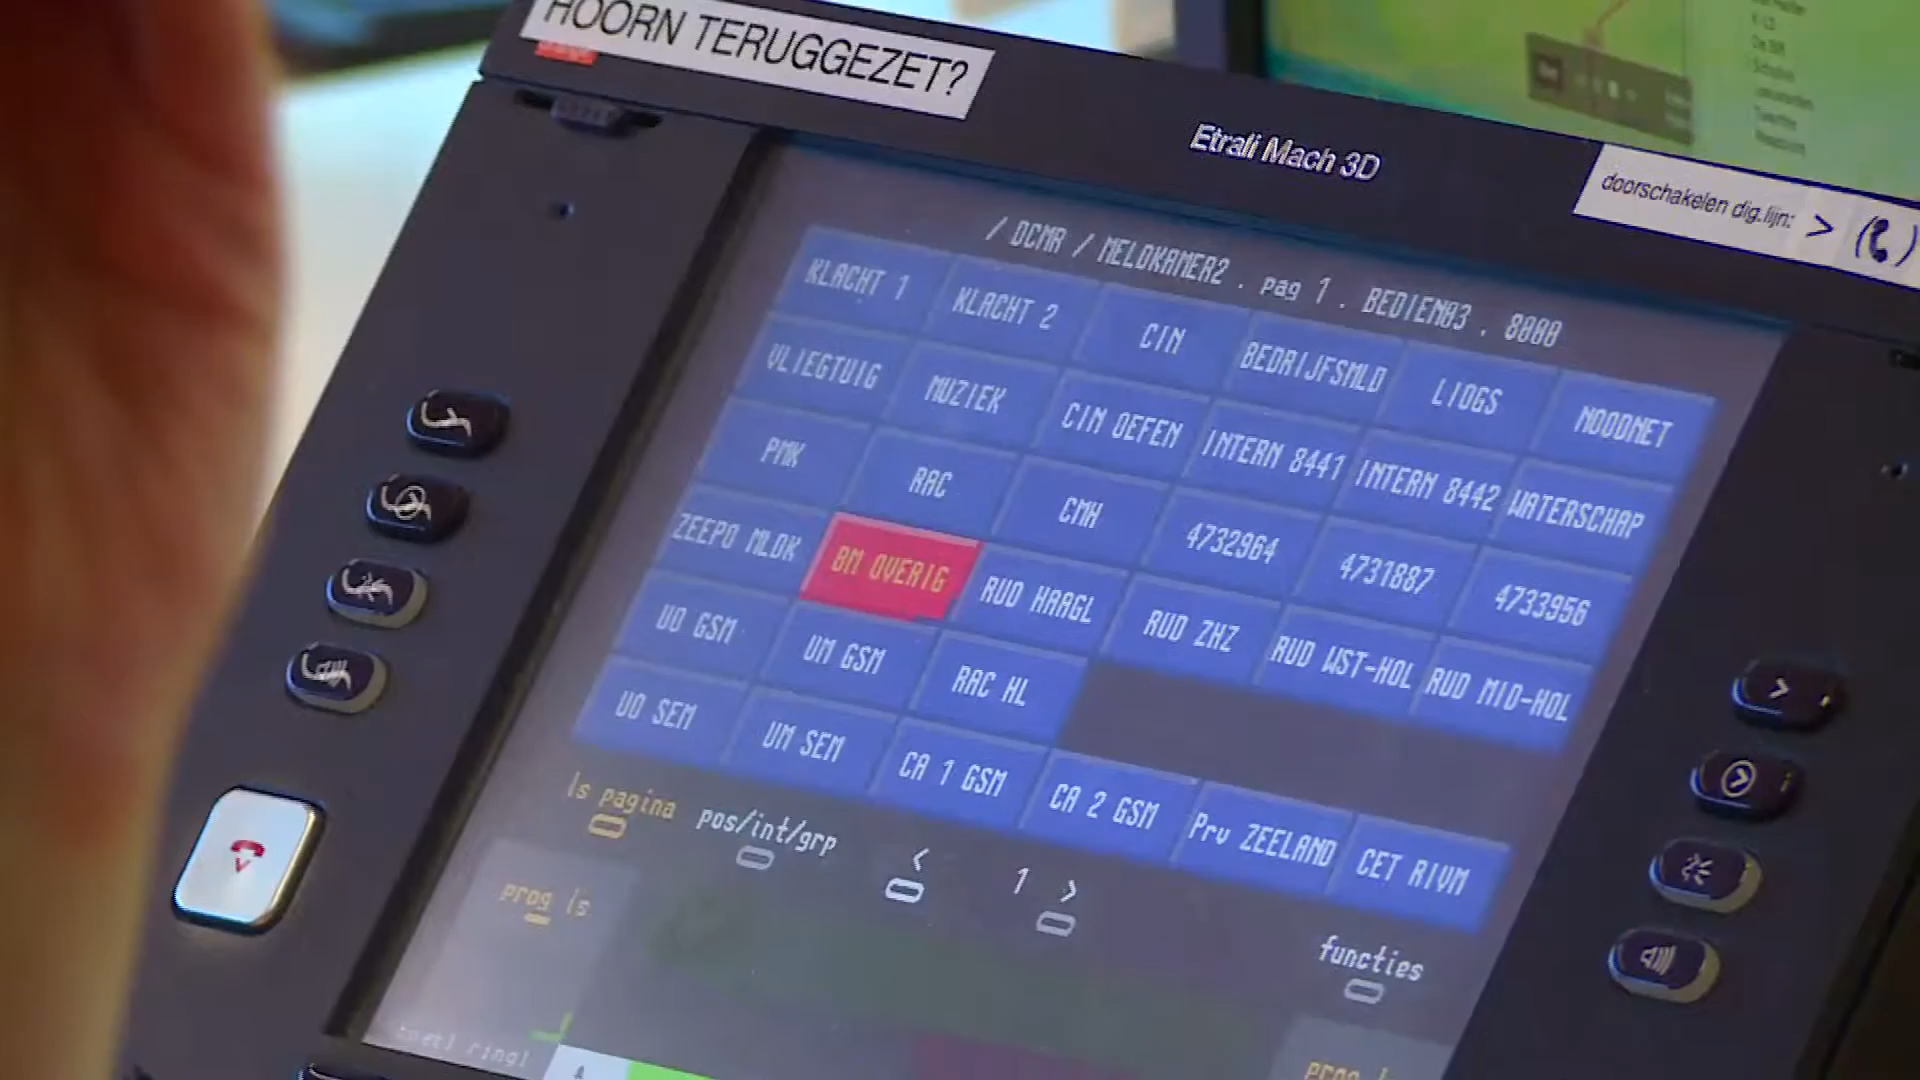 HOORN TERUGGEZET?
Etrali Mach 3D
doorschakelen dig.lijn: >
/ DCMR / MELDKAMER2 . pag 1 . BEDIEN03 . 8000
KLACHT 1 KLACHT 2 CIN BEDRIJFSMLD LIOGS NOODNET
VLIEGTUIG MUZIEK CIN OEFEN INTERN 8441 INTERN 8442 WATERSCHAP
PMK RAC CMH 4732964 4731887 4733956
ZEEPO MLDK BM OVERIG RUD HAAGL RUD ZHZ RUD WST-HOL RUD MID-HOL
UO GSM UM GSM RAC HL
UO SEM UM SEM CA 1 GSM CA 2 GSM Prv ZEELAND CET RIVM
ls pagina pos/int/grp < 1 >
prog ls
functies